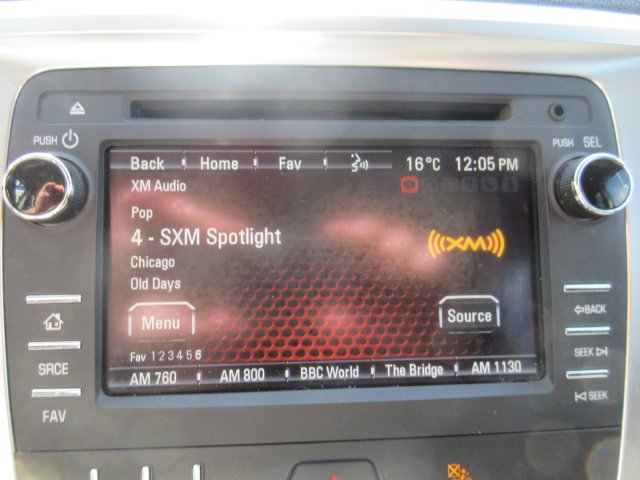 PUSH
PUSH SEL
Back Home Fav 16°C 12:05 PM
XM Audio
Pop
4 - SXM Spotlight
((XM))
Chicago
Old Days
Menu Source
Fav 1 2 3 4 5 6
AM 760 AM 800 BBC World The Bridge AM 1130
SRCE
FAV
BACK
SEEK
SEEK